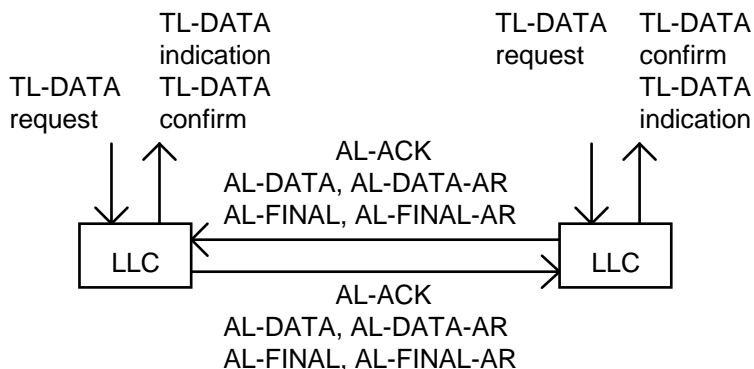 TL-DATA
indication
TL-DATA
request
TL-DATA
confirm
TL-DATA
request
TL-DATA
confirm
TL-DATA
indication
AL-ACK
AL-DATA, AL-DATA-AR
AL-FINAL, AL-FINAL-AR
LLC
LLC
AL-ACK
AL-DATA, AL-DATA-AR
AL-FINAL, AL-FINAL-AR